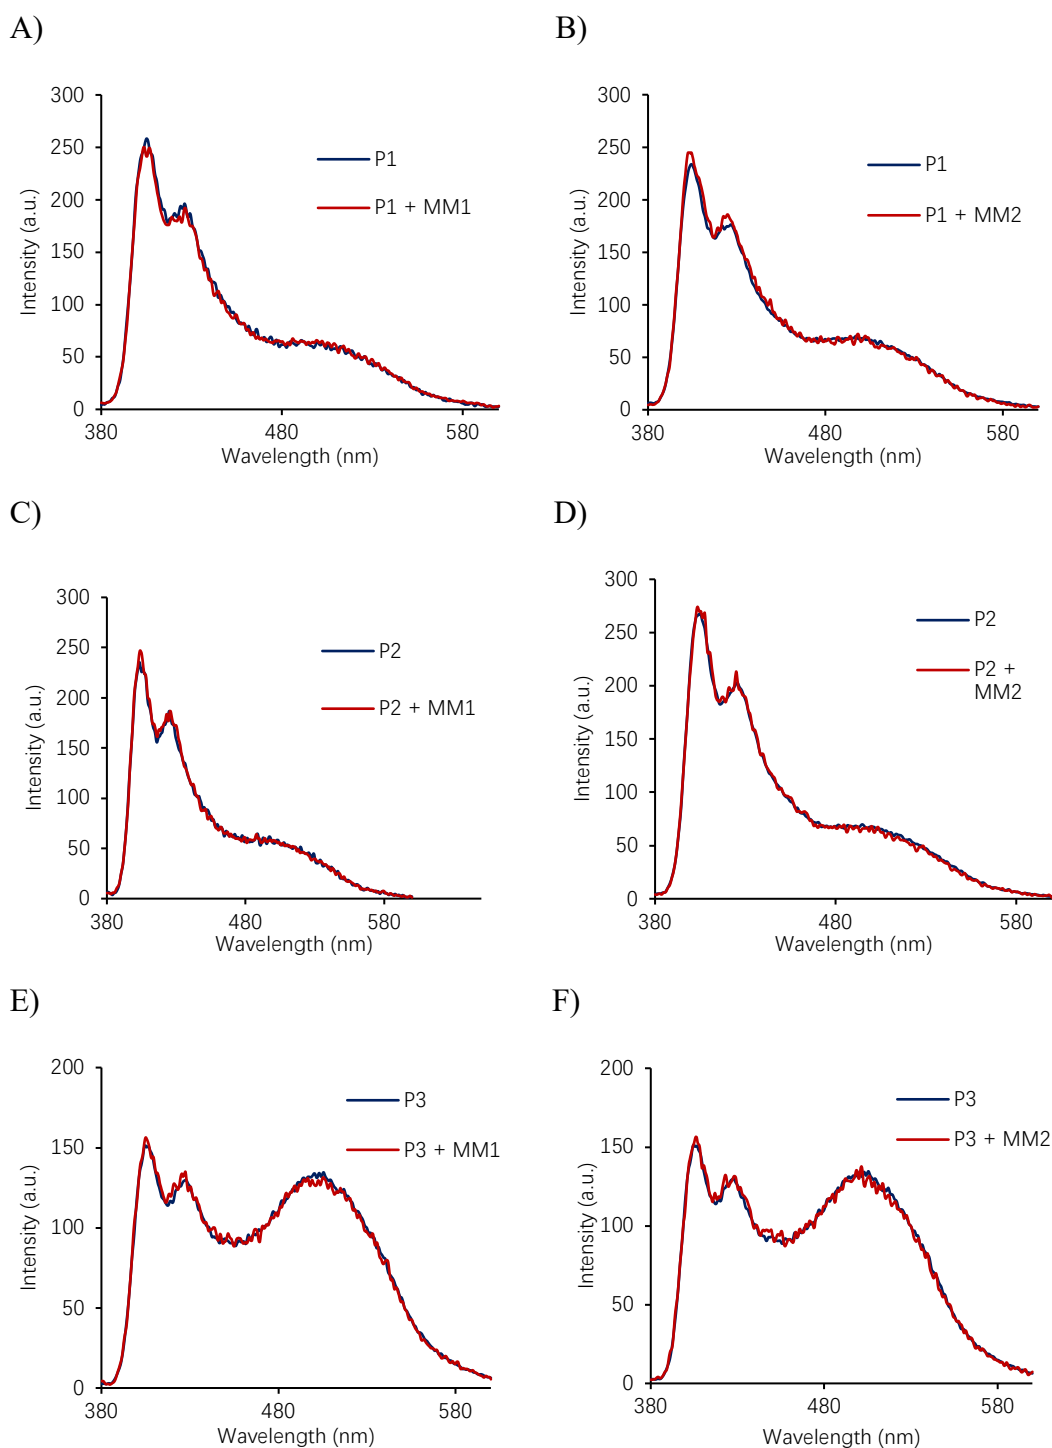 A)
B)
300
250
200
150
100
50
0
380
480
580
Intensity (a.u.)
Wavelength (nm)
P1
P1 + MM1
300
250
200
150
100
50
0
380
480
580
Intensity (a.u.)
Wavelength (nm)
P1
P1 + MM2
C)
D)
300
250
200
150
100
50
0
380
480
580
Intensity (a.u.)
Wavelength (nm)
P2
P2 + MM1
300
250
200
150
100
50
0
380
480
580
Intensity (a.u.)
Wavelength (nm)
P2
P2 +
MM2
E)
F)
200
150
100
50
0
380
480
580
Intensity (a.u.)
Wavelength (nm)
P3
P3 + MM1
200
150
100
50
0
380
480
580
Intensity (a.u.)
Wavelength (nm)
P3
P3 + MM2